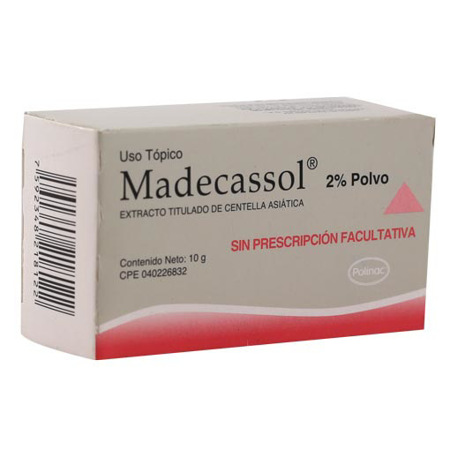 Uso Tópico
Madecassol® 2% Polvo
EXTRACTO TITULADO DE CENTELLA ASIÁTICA
SIN PRESCRIPCIÓN FACULTATIVA
Contenido Neto: 10 g
CPE 040226832
Polinac
7592348218122